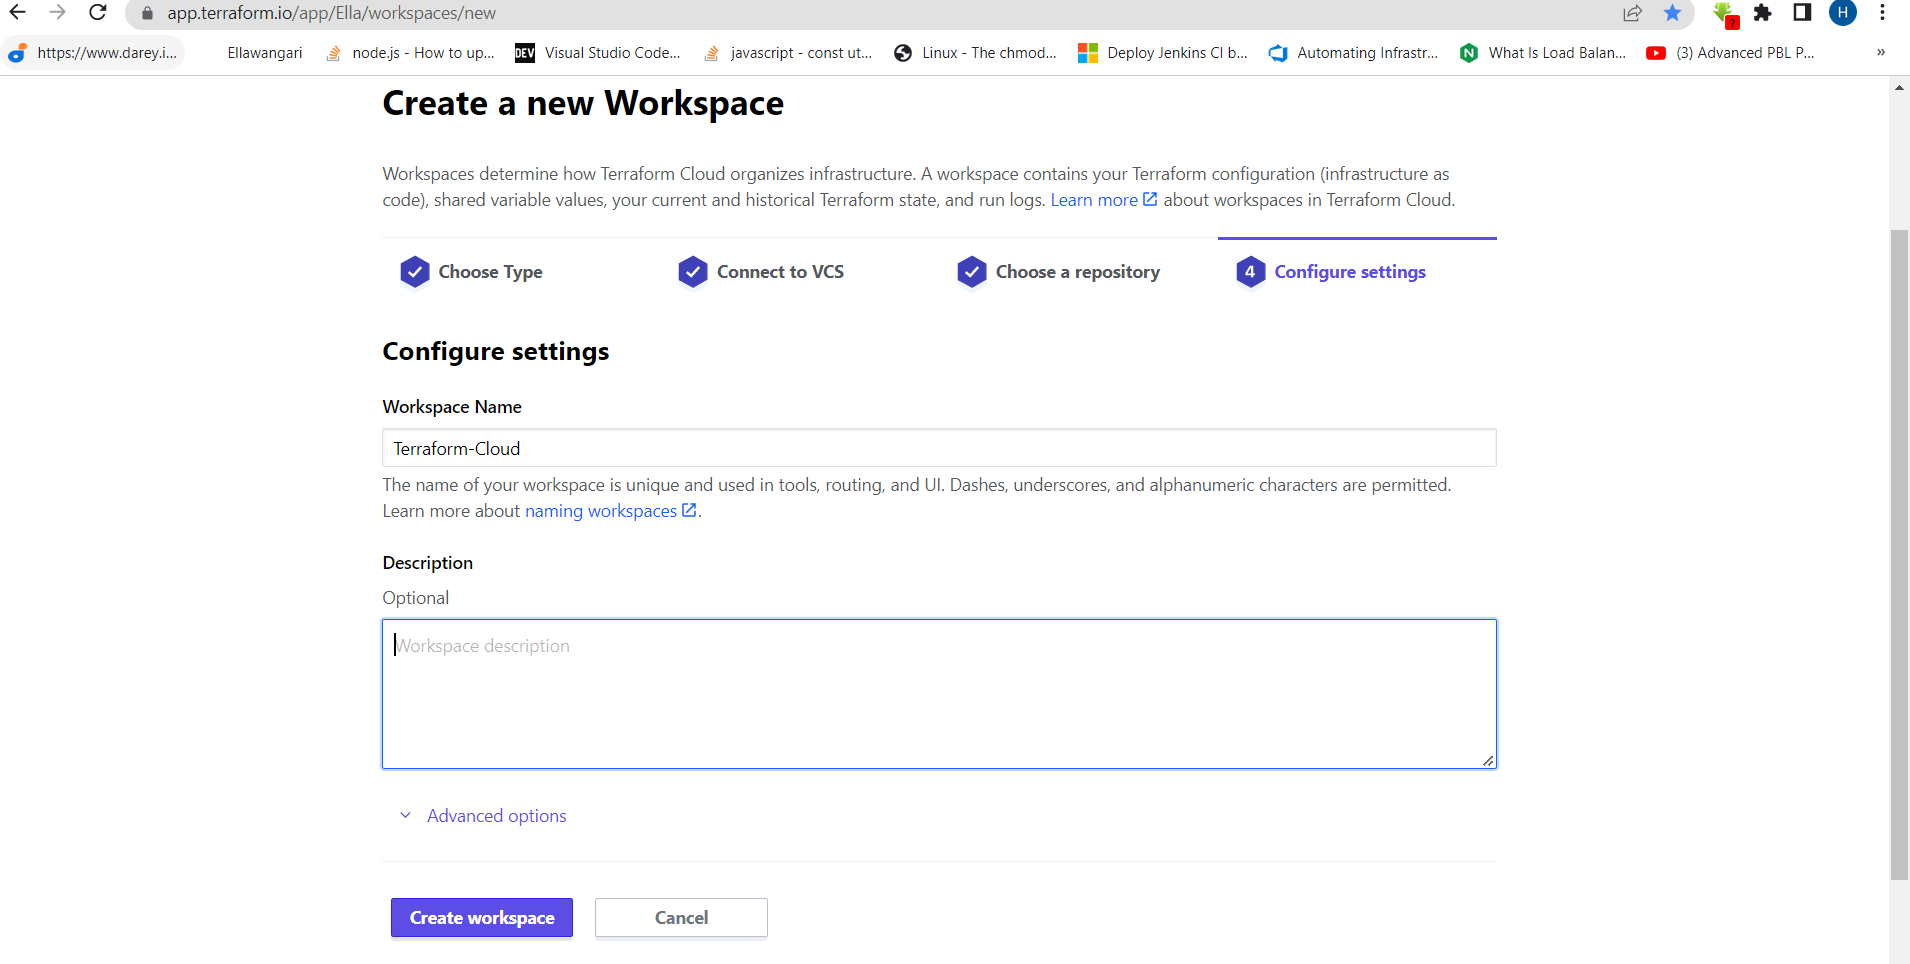 app.terraform.io/app/Ella/workspaces/new
H
https://www.darey.i...
Ellawangari
node.js - How to up...
DEV
Visual Studio Code...
javascript - const ut...
Linux - The chmod...
Deploy Jenkins CI b...
Automating Infrastr...
N
What Is Load Balan...
(3) Advanced PBL P...
»
Create a new Workspace
Workspaces determine how Terraform Cloud organizes infrastructure. A workspace contains your Terraform configuration (infrastructure as
code), shared variable values, your current and historical Terraform state, and run logs. Learn more about workspaces in Terraform Cloud.
Choose Type
Connect to VCS
Choose a repository
4 Configure settings
Configure settings
Workspace Name
Terraform-Cloud
The name of your workspace is unique and used in tools, routing, and UI. Dashes, underscores, and alphanumeric characters are permitted.
Learn more about naming workspaces.
Description
Optional
Workspace description
Advanced options
Create workspace
Cancel